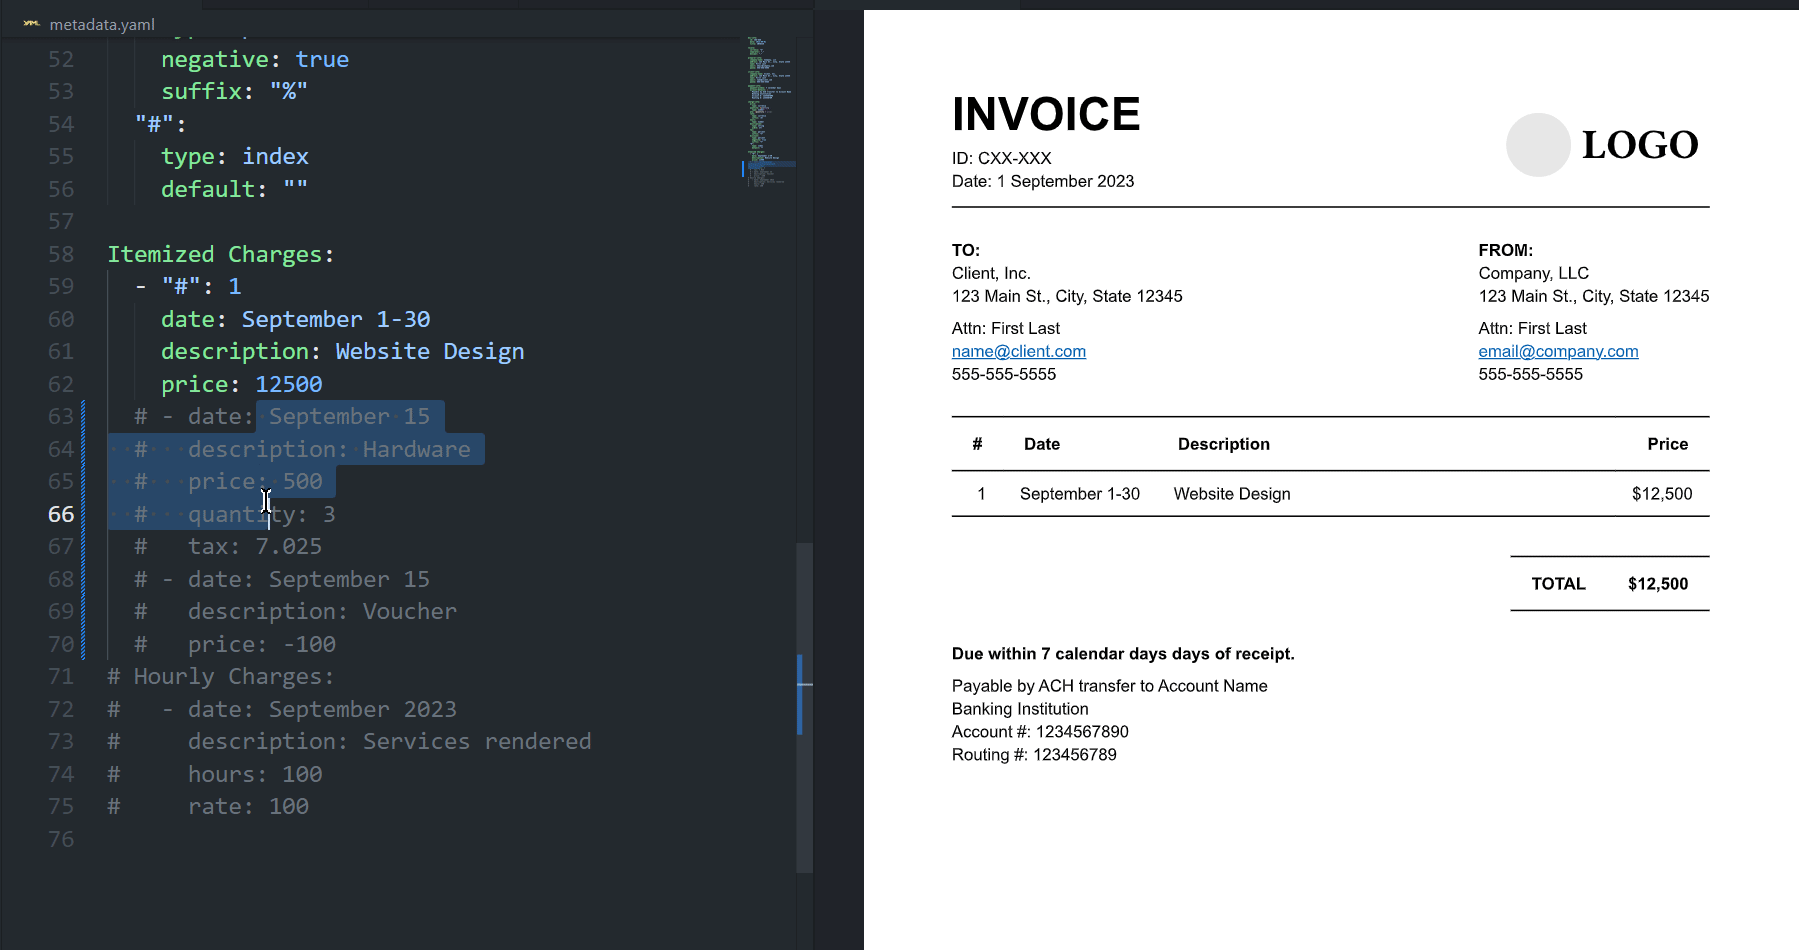 metadata.yaml
52 negative: true
53 suffix: "%"
54 "#":
55 type: index
56 default: ""
57
58 Itemized Charges:
59 - "#": 1
60 date: September 1-30
61 description: Website Design
62 price: 12500
63 # - date: September 15
64 # description: Hardware
65 # price: 500
66 # quantity: 3
67 # tax: 7.025
68 # - date: September 15
69 # description: Voucher
70 # price: -100
71 # Hourly Charges:
72 # - date: September 2023
73 # description: Services rendered
74 # hours: 100
75 # rate: 100
76
INVOICE
ID: CXX-XXX
Date: 1 September 2023
LOGO
TO:
Client, Inc.
123 Main St., City, State 12345
Attn: First Last
name@client.com
555-555-5555
FROM:
Company, LLC
123 Main St., City, State 12345
Attn: First Last
email@company.com
555-555-5555
# Date Description Price
1 September 1-30 Website Design $12,500
TOTAL $12,500
Due within 7 calendar days days of receipt.
Payable by ACH transfer to Account Name
Banking Institution
Account #: 1234567890
Routing #: 123456789